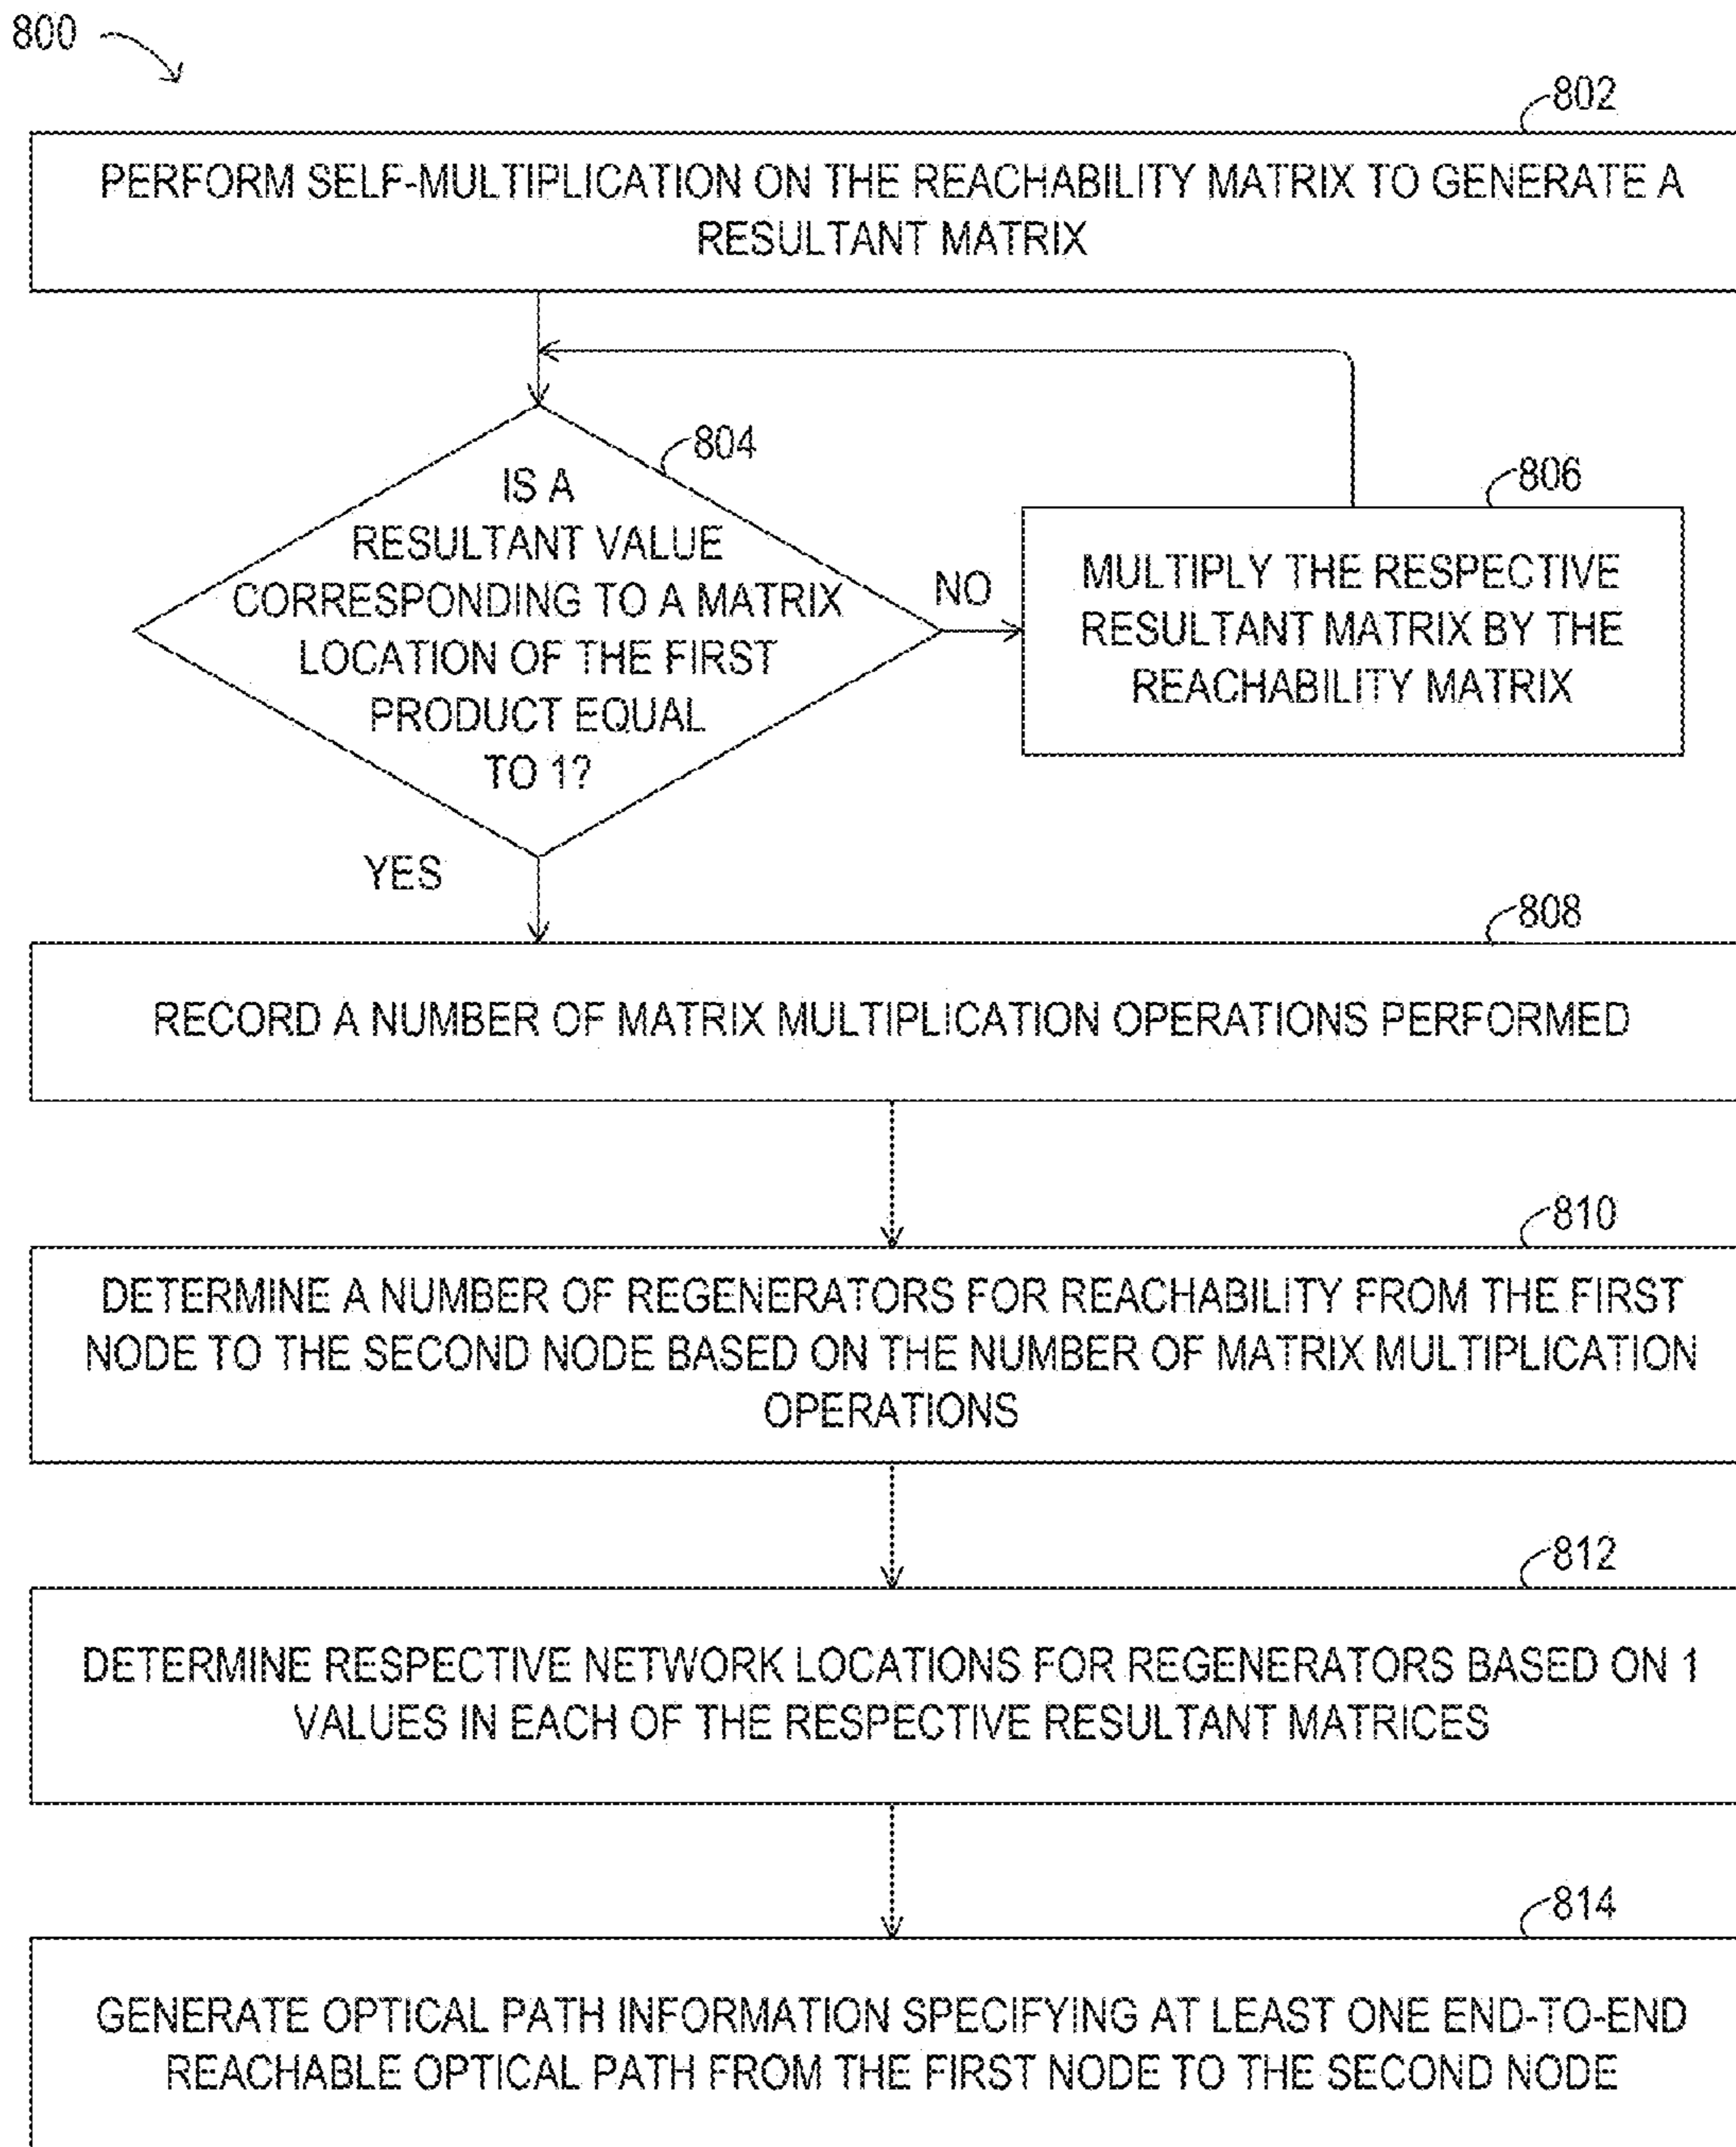 800
802
PERFORM SELF-MULTIPLICATION ON THE REACHABILITY MATRIX TO GENERATE A
RESULTANT MATRIX
804
IS A
RESULTANT VALUE
CORRESPONDING TO A MATRIX
LOCATION OF THE FIRST
PRODUCT EQUAL
TO 1?
NO
806
MULTIPLY THE RESPECTIVE
RESULTANT MATRIX BY THE
REACHABILITY MATRIX
YES
808
RECORD A NUMBER OF MATRIX MULTIPLICATION OPERATIONS PERFORMED
810
DETERMINE A NUMBER OF REGENERATORS FOR REACHABILITY FROM THE FIRST
NODE TO THE SECOND NODE BASED ON THE NUMBER OF MATRIX MULTIPLICATION
OPERATIONS
812
DETERMINE RESPECTIVE NETWORK LOCATIONS FOR REGENERATORS BASED ON 1
VALUES IN EACH OF THE RESPECTIVE RESULTANT MATRICES
814
GENERATE OPTICAL PATH INFORMATION SPECIFYING AT LEAST ONE END-TO-END
REACHABLE OPTICAL PATH FROM THE FIRST NODE TO THE SECOND NODE